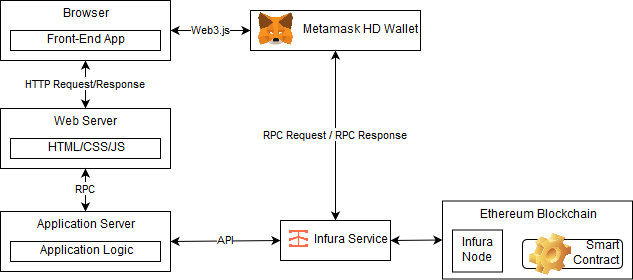 Browser
Front-End App
Web3.js
Metamask HD Wallet
HTTP Request/Response
Web Server
HTML/CSS/JS
RPC Request / RPC Response
RPC
Application Server
Application Logic
API
Infura Service
Ethereum Blockchain
Infura
Node
Smart
Contract